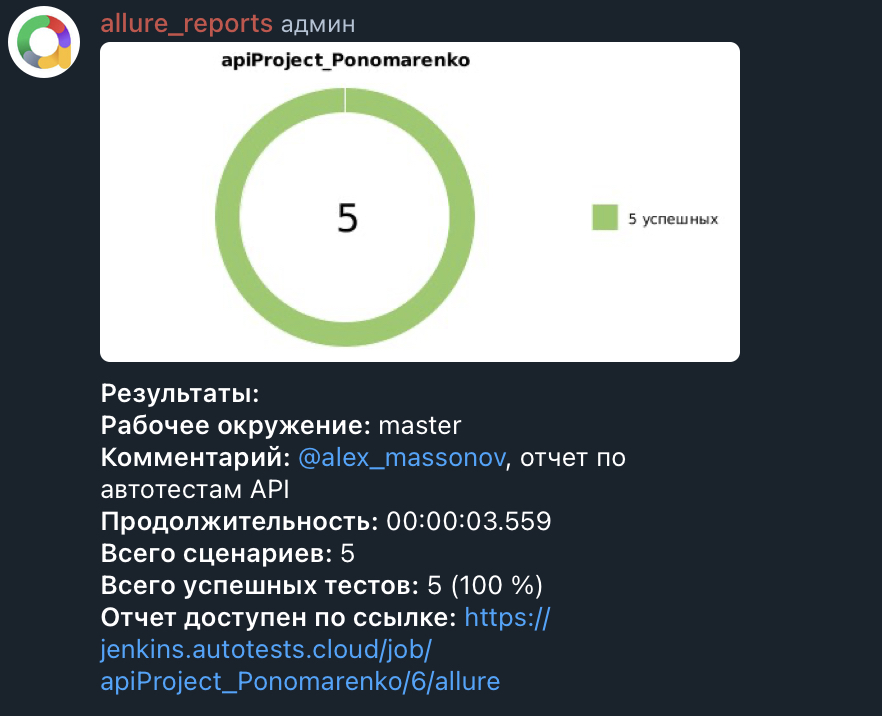 allure_reports админ
apiProject_Ponomarenko
5
5 успешных
Результаты:
Рабочее окружение: master
Комментарий: @alex_massonov, отчет по
автотестам API
Продолжительность: 00:00:03.559
Всего сценариев: 5
Всего успешных тестов: 5 (100 %)
Отчет доступен по ссылке: https://
jenkins.autotests.cloud/job/
apiProject_Ponomarenko/6/allure